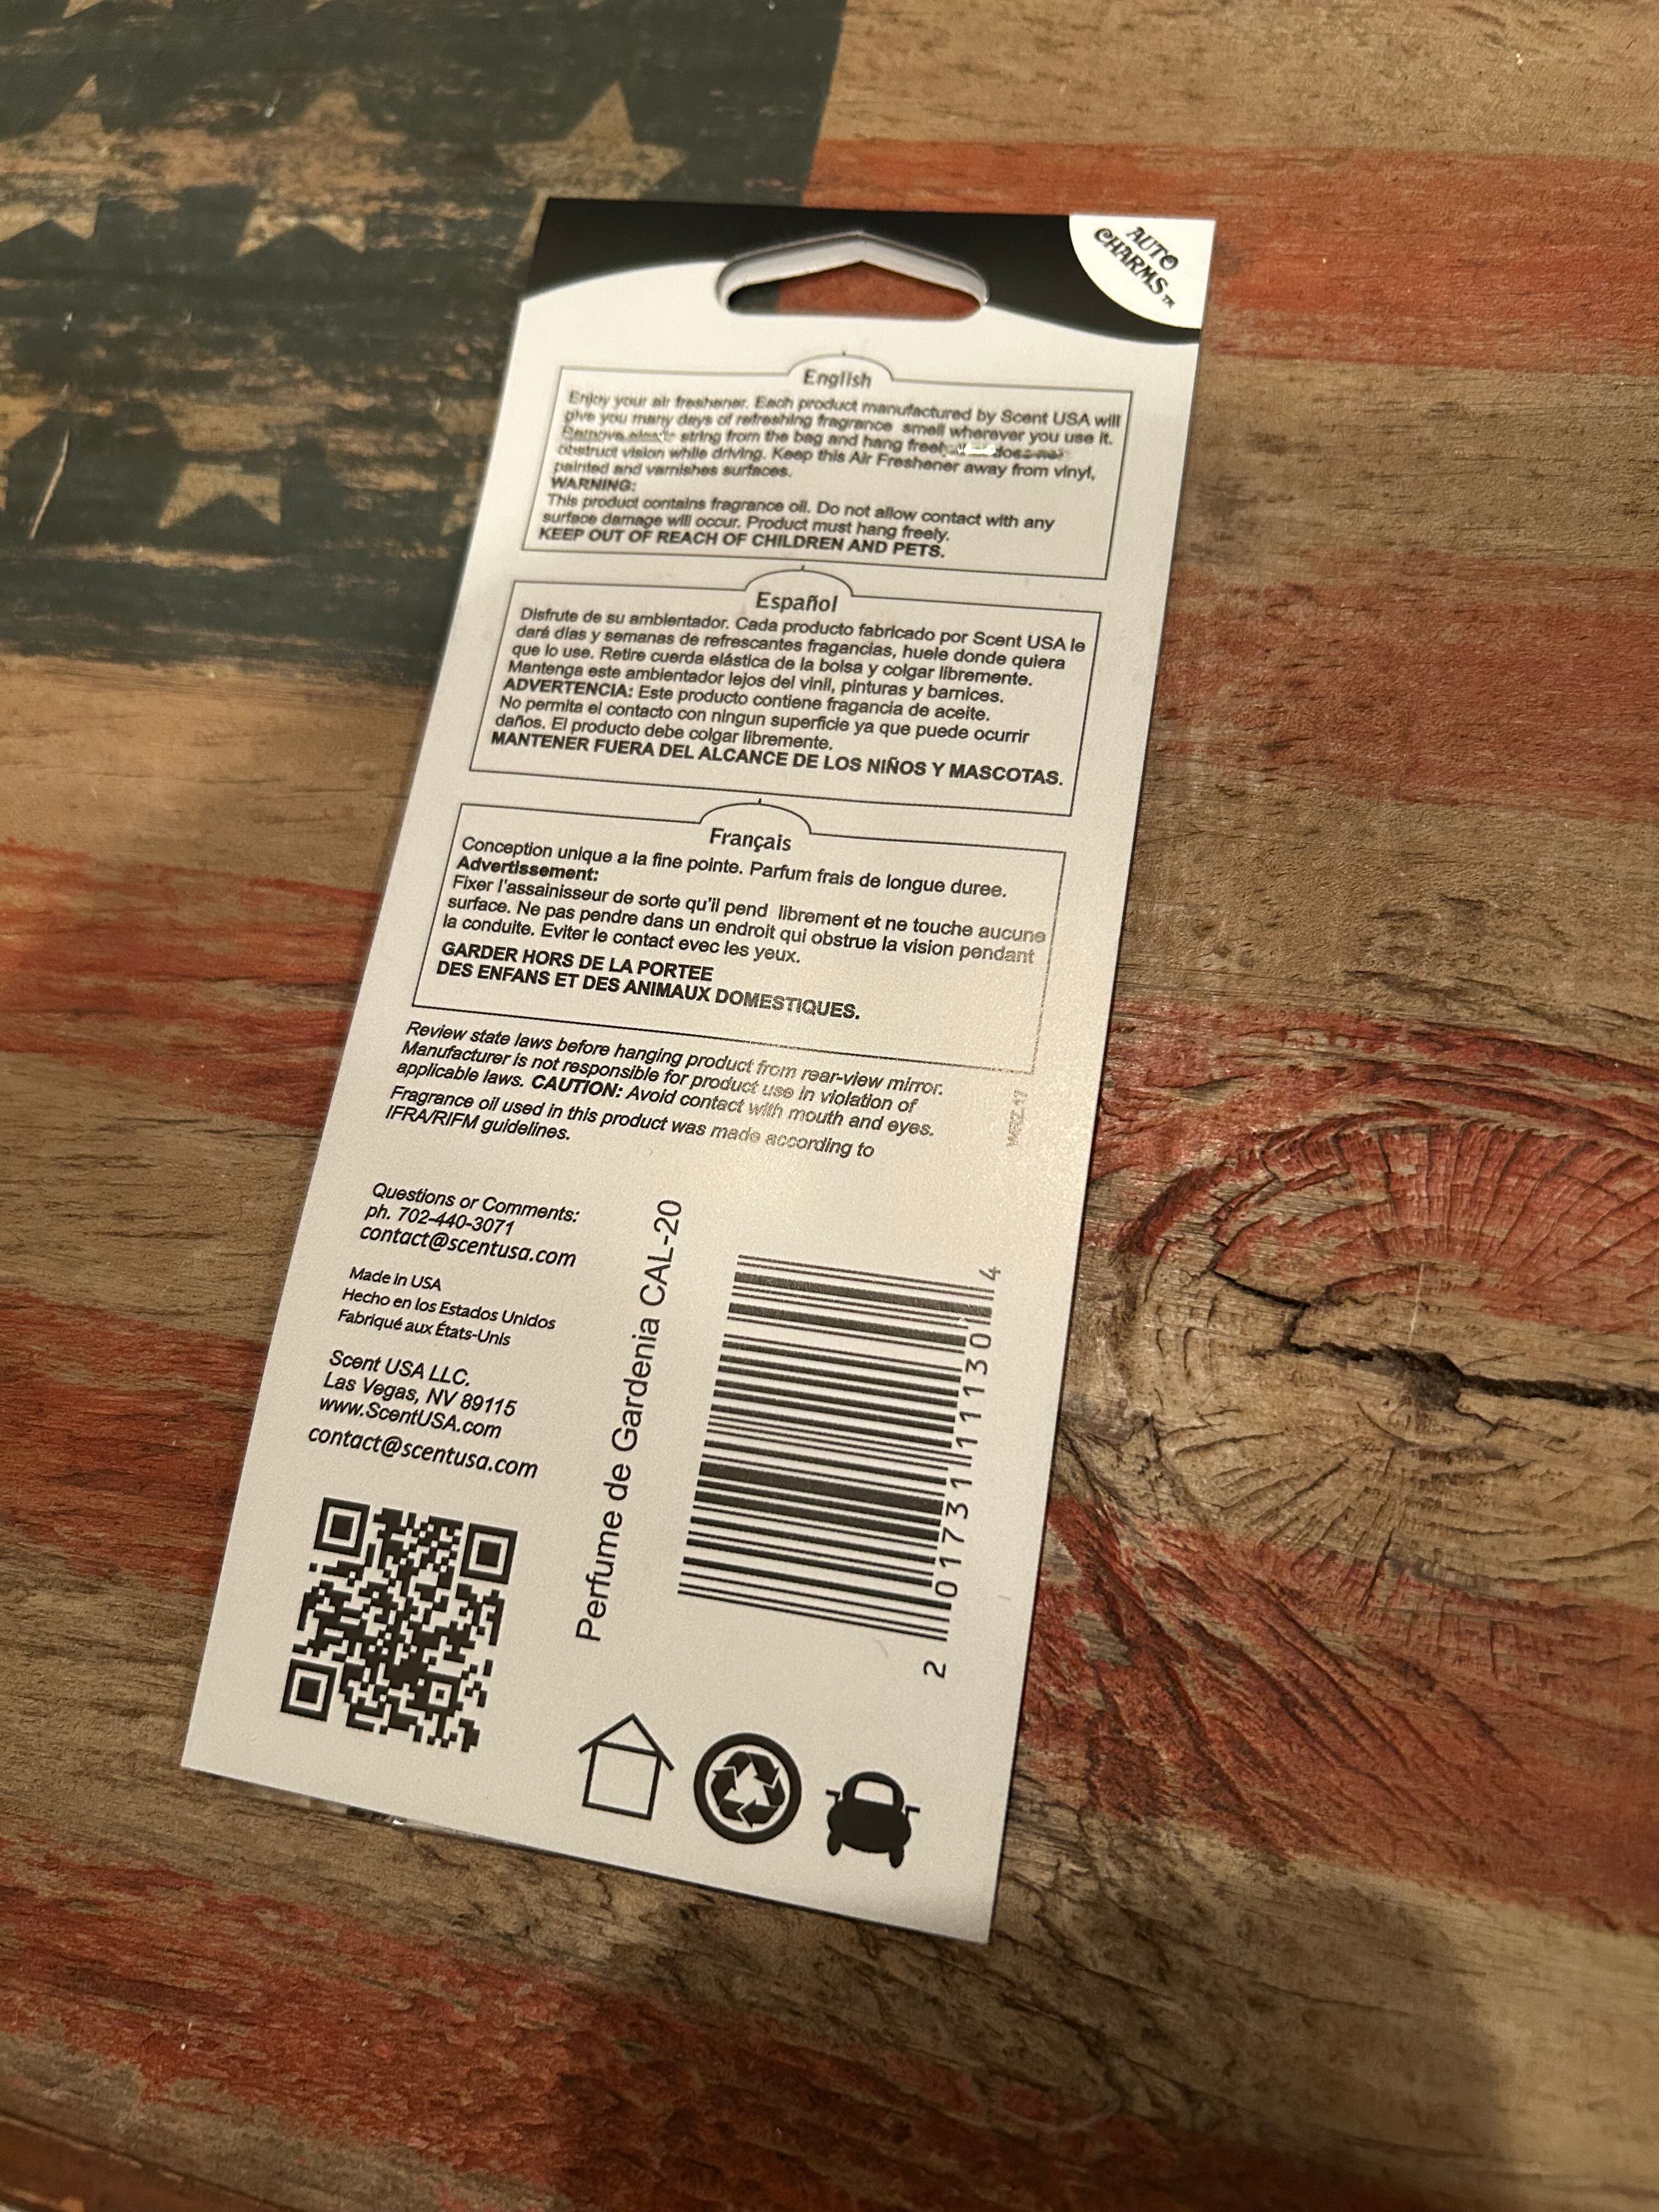 AUTO
CHARMS™
English
Enjoy your air freshener. Each product manufactured by Scent USA will
give you many days of refreshing fragrance smell wherever you use it.
Remove elastic string from the bag and hang freely does not
obstruct vision while driving. Keep this Air Freshener away from vinyl,
painted and varnishes surfaces.
WARNING:
This product contains fragrance oil. Do not allow contact with any
surface damage will occur. Product must hang freely.
KEEP OUT OF REACH OF CHILDREN AND PETS.
Español
Disfrute de su ambientador. Cada producto fabricado por Scent USA le
dará días y semanas de refrescantes fragancias, huele donde quiera
que lo use. Retire cuerda elástica de la bolsa y colgar libremente.
Mantenga este ambientador lejos del vinil, pinturas y barnices.
ADVERTENCIA: Este producto contiene fragancia de aceite.
No permita el contacto con ningun superficie ya que puede ocurrir
daños. El producto debe colgar libremente.
MANTENER FUERA DEL ALCANCE DE LOS NIÑOS Y MASCOTAS.
Français
Conception unique a la fine pointe. Parfum frais de longue duree.
Advertissement:
Fixer l'assainisseur de sorte qu'il pend librement et ne touche aucune
surface. Ne pas pendre dans un endroit qui obstrue la vision pendant
la conduite. Eviter le contact evec les yeux.
GARDER HORS DE LA PORTEE
DES ENFANS ET DES ANIMAUX DOMESTIQUES.
Review state laws before hanging product from rear-view mirror.
Manufacturer is not responsible for product use in violation of
applicable laws. CAUTION: Avoid contact with mouth and eyes.
Fragrance oil used in this product was made according to
IFRA/RIFM guidelines.
Questions or Comments:
ph. 702-440-3071
contact@scentusa.com
Made in USA
Hecho en los Estados Unidos
Fabriqué aux États-Unis
Scent USA LLC.
Las Vegas, NV 89115
www.ScentUSA.com
contact@scentusa.com
Perfume de Gardenia CAL-20
2 01731 11130 4